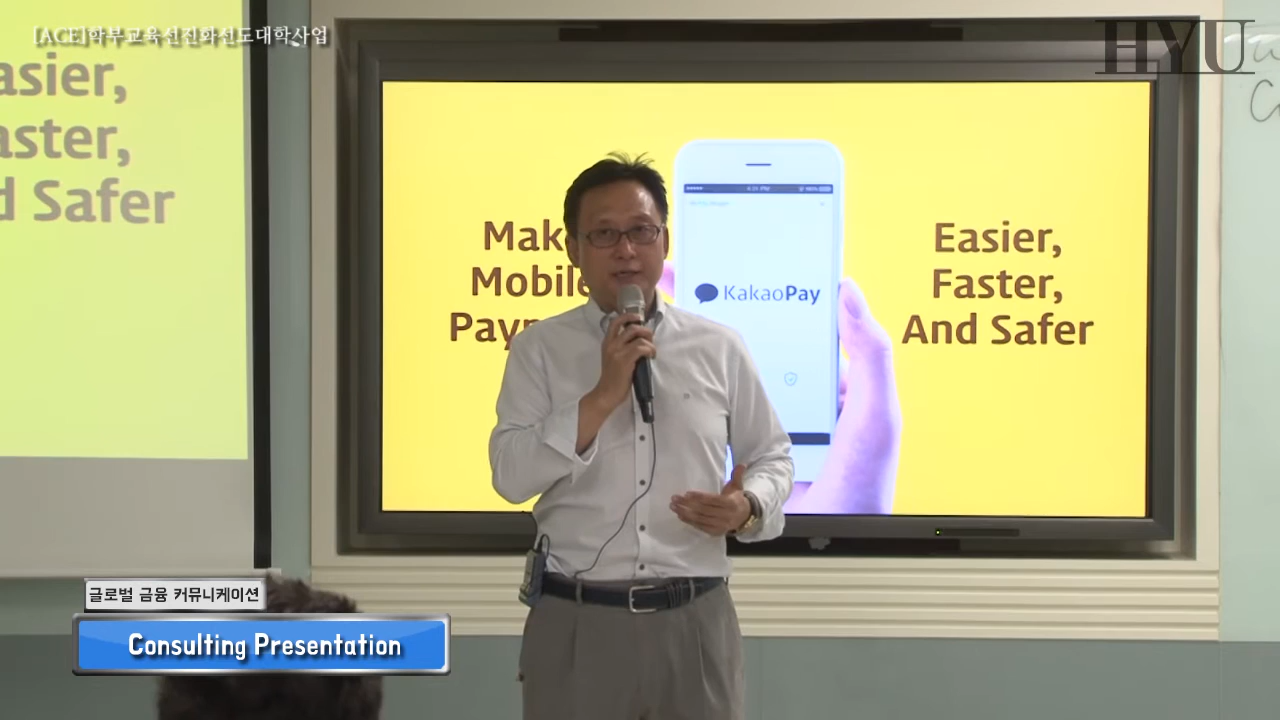 [ACE]학부교육선진화선도대학사업
HYU
asier,
aster,
d Safer
Mak
Mobile
Pay
KakaoPay
Easier,
Faster,
And Safer
글로벌 금융 커뮤니케이션
Consulting Presentation